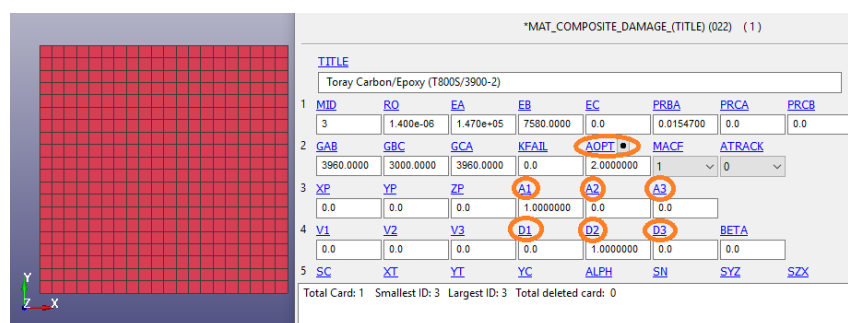 *MAT_COMPOSITE_DAMAGE_(TITLE) (022) (1)
TITLE
Toray Carbon/Epoxy (T800S/3900-2)
1 MID RO EA EB EC PRBA PRCA PRCB
3 1.400e-06 1.470e+05 7580.0000 0.0 0.0154700 0.0 0.0
2 GAB GBC GCA KFAIL AOPT MACF ATRACK
3960.0000 3000.0000 3960.0000 0.0 2.0000000 1 0
3 XP YP ZP A1 A2 A3
0.0 0.0 0.0 1.0000000 0.0 0.0
4 V1 V2 V3 D1 D2 D3 BETA
0.0 0.0 0.0 0.0 1.0000000 0.0 0.0
5 SC XT YT YC ALPH SN SYZ SZX
Total Card: 1 Smallest ID: 3 Largest ID: 3 Total deleted card: 0
Y
Z X